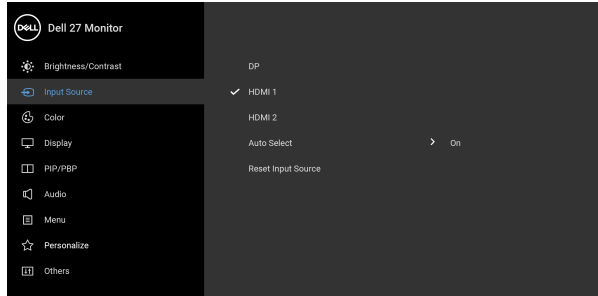 DELL Dell 27 Monitor
Brightness/Contrast
Input Source
Color
Display
PIP/PBP
Audio
Menu
Personalize
Others
DP
HDMI 1
HDMI 2
Auto Select On
Reset Input Source